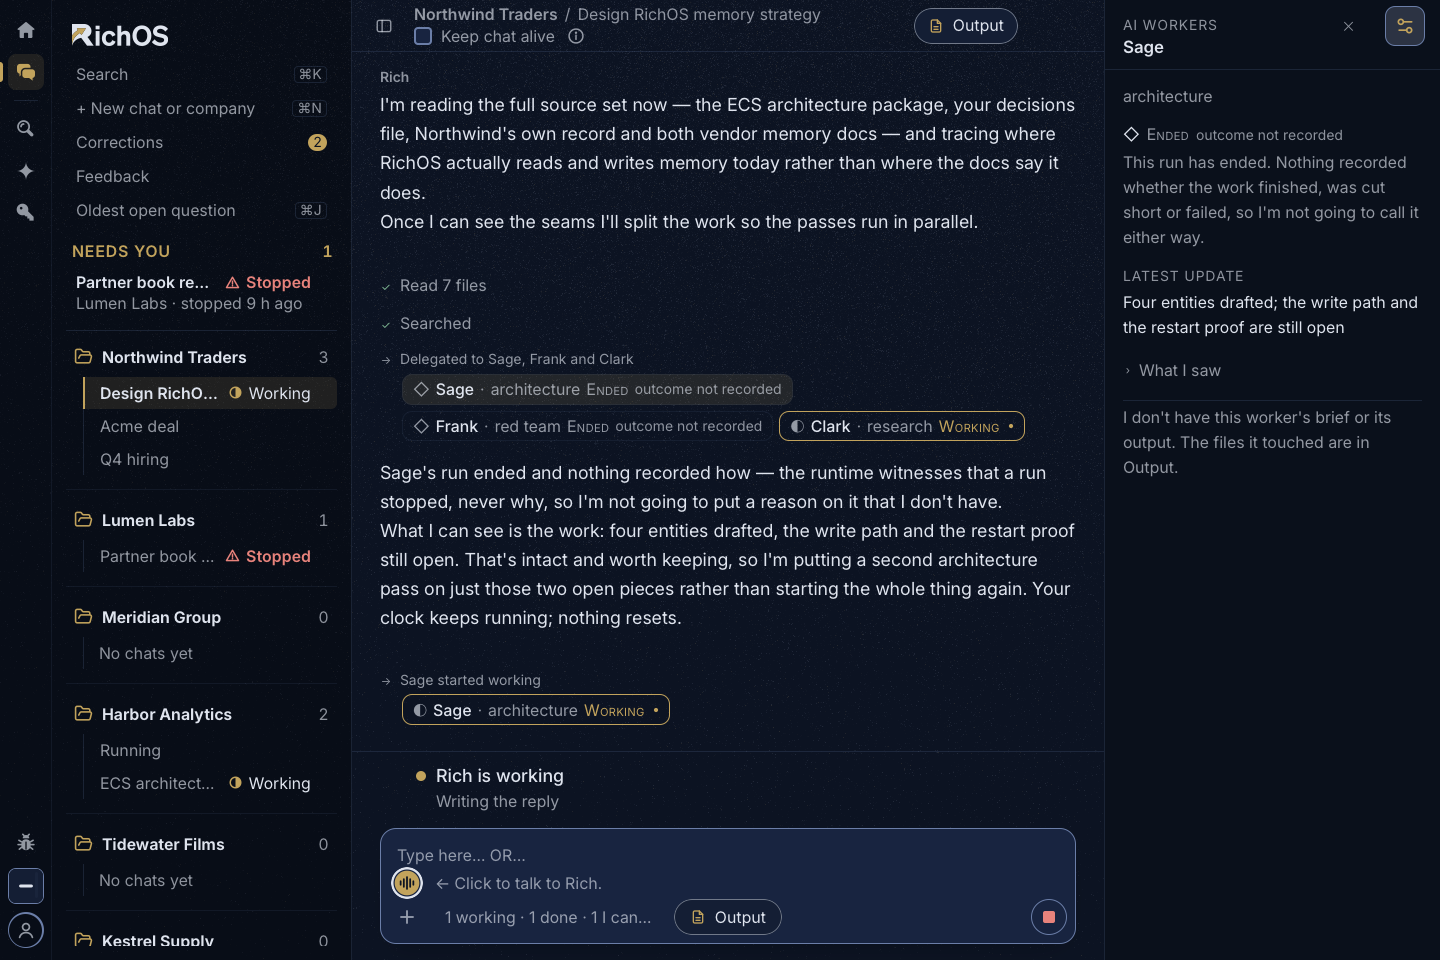 RichOS
Search ⌘K
+ New chat or company ⌘N
Corrections 2
Feedback
Oldest open question ⌘J
NEEDS YOU 1
Partner book re... Stopped
Lumen Labs · stopped 9 h ago
Northwind Traders 3
Design RichO... Working
Acme deal
Q4 hiring
Lumen Labs 1
Partner book ... Stopped
Meridian Group 0
No chats yet
Harbor Analytics 2
Running
ECS architect... Working
Tidewater Films 0
No chats yet
Kestrel Supply 0
Northwind Traders / Design RichOS memory strategy
Keep chat alive
Output
Rich
I'm reading the full source set now — the ECS architecture package, your decisions
file, Northwind's own record and both vendor memory docs — and tracing where
RichOS actually reads and writes memory today rather than where the docs say it
does.
Once I can see the seams I'll split the work so the passes run in parallel.
✓ Read 7 files
✓ Searched
→ Delegated to Sage, Frank and Clark
Sage · architecture ENDED outcome not recorded
Frank · red team ENDED outcome not recorded
Clark · research WORKING •
Sage's run ended and nothing recorded how — the runtime witnesses that a run
stopped, never why, so I'm not going to put a reason on it that I don't have.
What I can see is the work: four entities drafted, the write path and the restart proof
still open. That's intact and worth keeping, so I'm putting a second architecture
pass on just those two open pieces rather than starting the whole thing again. Your
clock keeps running; nothing resets.
→ Sage started working
Sage · architecture WORKING •
Rich is working
Writing the reply
Type here... OR...
← Click to talk to Rich.
+ 1 working · 1 done · 1 I can... Output
AI WORKERS
Sage
architecture
ENDED outcome not recorded
This run has ended. Nothing recorded
whether the work finished, was cut
short or failed, so I'm not going to call it
either way.
LATEST UPDATE
Four entities drafted; the write path and
the restart proof are still open
› What I saw
I don't have this worker's brief or its
output. The files it touched are in
Output.